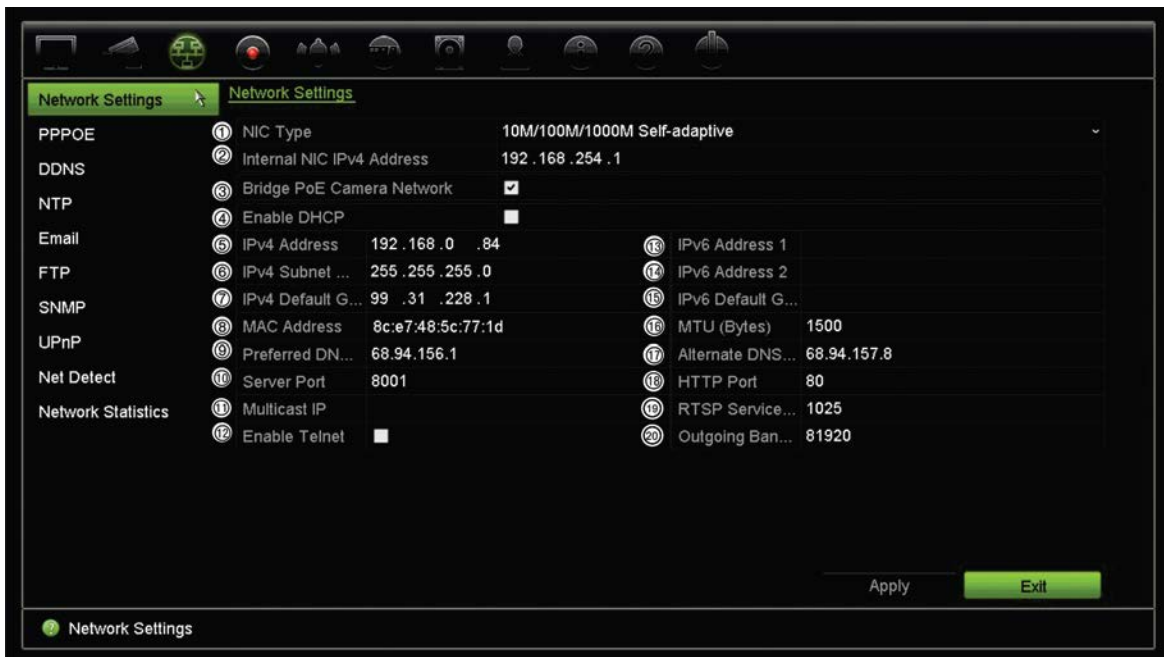 Network Settings
Network Settings
PPPOE
DDNS
NTP
Email
FTP
SNMP
UPnP
Net Detect
Network Statistics
1 NIC Type 10M/100M/1000M Self-adaptive
2 Internal NIC IPv4 Address 192 .168 .254 .1
3 Bridge PoE Camera Network
4 Enable DHCP
5 IPv4 Address 192 .168 .0 .84 13 IPv6 Address 1
6 IPv4 Subnet ... 255 .255 .255 .0 14 IPv6 Address 2
7 IPv4 Default G... 99 .31 .228 .1 15 IPv6 Default G...
8 MAC Address 8c:e7:48:5c:77:1d 16 MTU (Bytes) 1500
9 Preferred DN... 68.94.156.1 17 Alternate DNS... 68.94.157.8
10 Server Port 8001 18 HTTP Port 80
11 Multicast IP 19 RTSP Service... 1025
12 Enable Telnet 20 Outgoing Ban... 81920
Apply Exit
? Network Settings